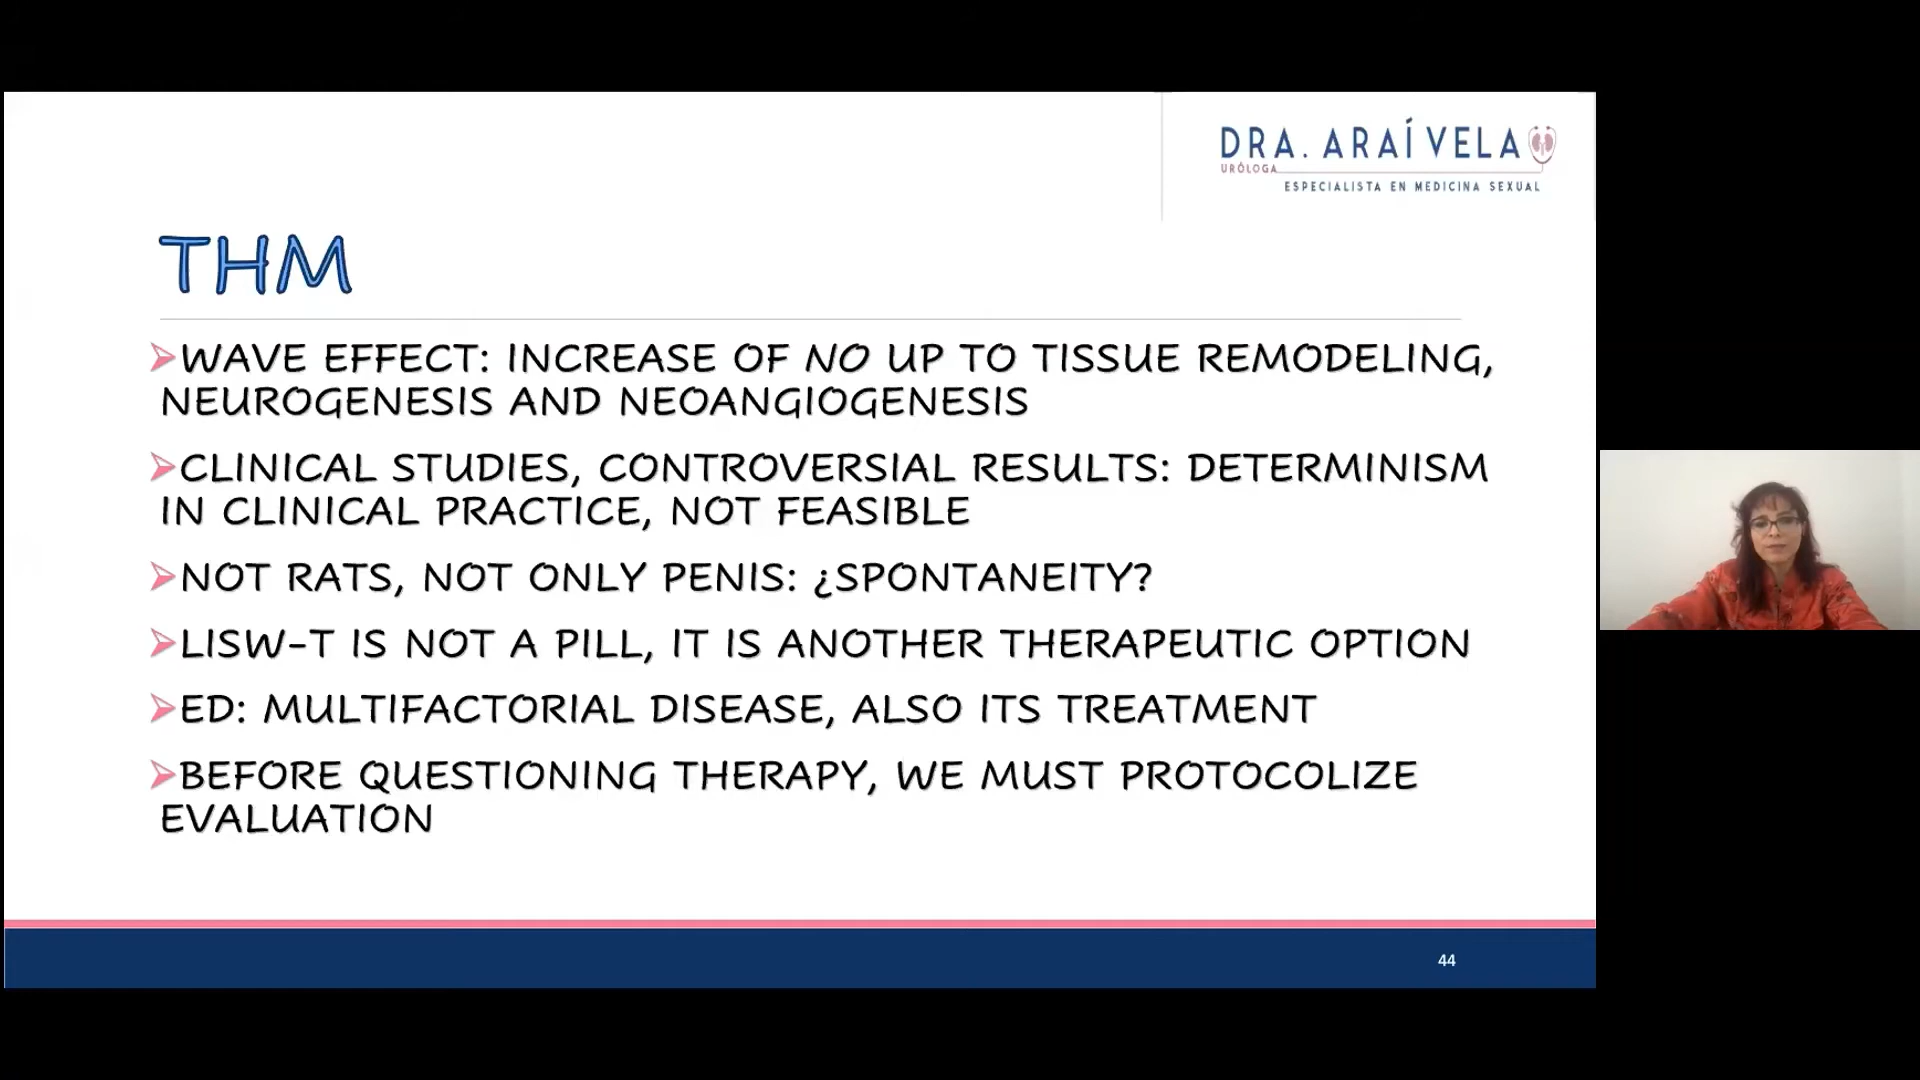 DRA. ARAÍ VELA
URÓLOGA
ESPECIALISTA EN MEDICINA SEXUAL
THM
WAVE EFFECT: INCREASE OF NO UP TO TISSUE REMODELING,
NEUROGENESIS AND NEOANGIOGENESIS
CLINICAL STUDIES, CONTROVERSIAL RESULTS: DETERMINISM
IN CLINICAL PRACTICE, NOT FEASIBLE
NOT RATS, NOT ONLY PENIS: ¿SPONTANEITY?
LISW-T IS NOT A PILL, IT IS ANOTHER THERAPEUTIC OPTION
ED: MULTIFACTORIAL DISEASE, ALSO ITS TREATMENT
BEFORE QUESTIONING THERAPY, WE MUST PROTOCOLIZE
EVALUATION
44